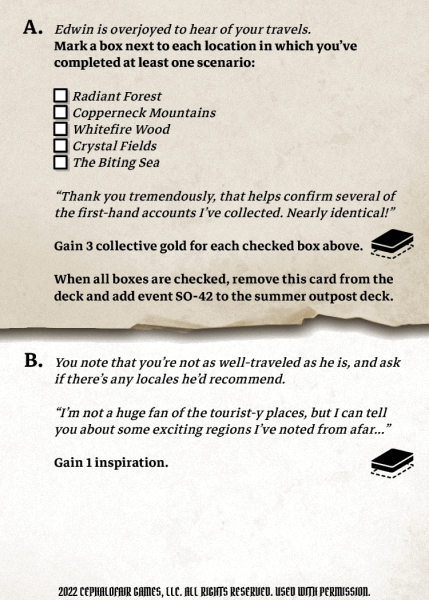 A. Edwin is overjoyed to hear of your travels.
Mark a box next to each location in which you’ve
completed at least one scenario:
Radiant Forest
Copperneck Mountains
Whitefire Wood
Crystal Fields
The Biting Sea
“Thank you tremendously, that helps confirm several of
the first-hand accounts I’ve collected. Nearly identical!”
Gain 3 collective gold for each checked box above.
When all boxes are checked, remove this card from the
deck and add event SO-42 to the summer outpost deck.
B. You note that you’re not as well-traveled as he is, and ask
if there’s any locales he’d recommend.
“I’m not a huge fan of the tourist-y places, but I can tell
you about some exciting regions I’ve noted from afar...”
Gain 1 inspiration.
2022 CEPHALOFAIR GAMES, LLC. ALL RIGHTS RESERVED. USED WITH PERMISSION.